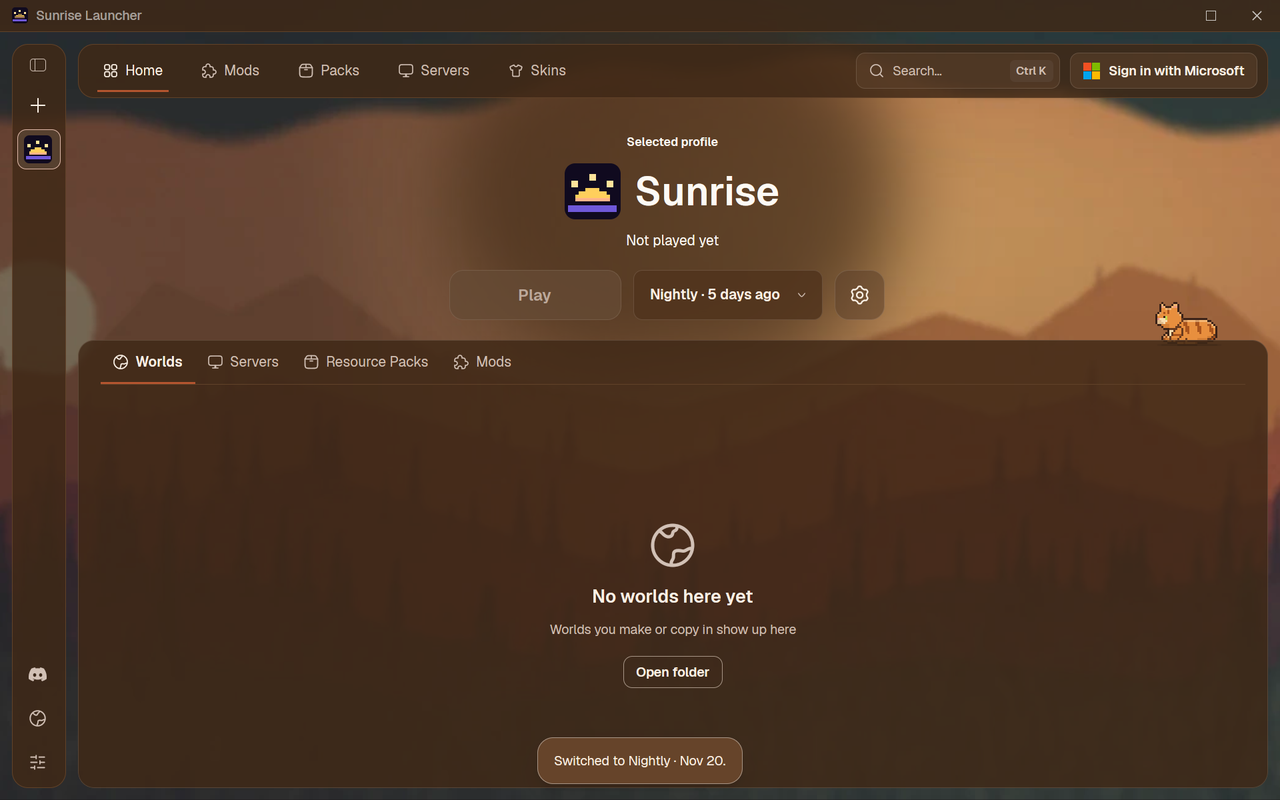 Sunrise Launcher
Home
Mods
Packs
Servers
Skins
Search...
Ctrl K
Sign in with Microsoft
Selected profile
Sunrise
Not played yet
Play
Nightly · 5 days ago
Worlds
Servers
Resource Packs
Mods
No worlds here yet
Worlds you make or copy in show up here
Open folder
Switched to Nightly · Nov 20.